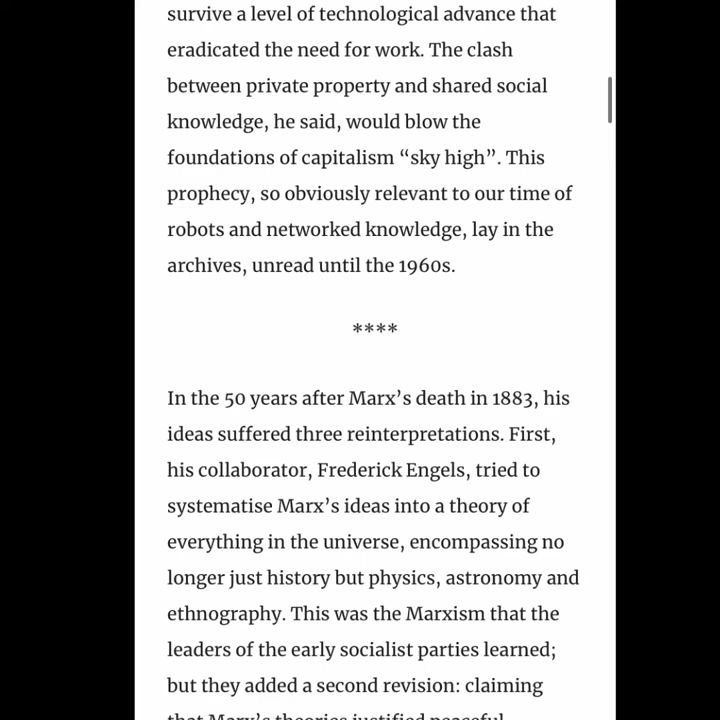 survive a level of technological advance that
eradicated the need for work. The clash
between private property and shared social
knowledge, he said, would blow the
foundations of capitalism “sky high”. This
prophecy, so obviously relevant to our time of
robots and networked knowledge, lay in the
archives, unread until the 1960s.
****
In the 50 years after Marx’s death in 1883, his
ideas suffered three reinterpretations. First,
his collaborator, Frederick Engels, tried to
systematise Marx’s ideas into a theory of
everything in the universe, encompassing no
longer just history but physics, astronomy and
ethnography. This was the Marxism that the
leaders of the early socialist parties learned;
but they added a second revision: claiming
that Marx’s theories justified peaceful